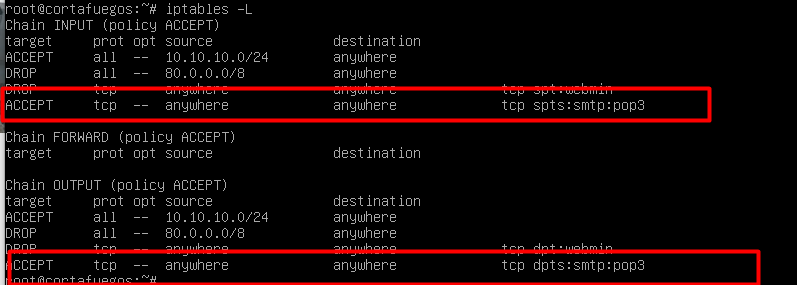 root@cortafuegos:~# iptables -L
Chain INPUT (policy ACCEPT)
target prot opt source destination
ACCEPT all -- 10.10.10.0/24 anywhere
DROP all -- 80.0.0.0/8 anywhere
DROP tcp -- anywhere anywhere tcp spt:webmin
ACCEPT tcp -- anywhere anywhere tcp spts:smtp:pop3
Chain FORWARD (policy ACCEPT)
target prot opt source destination
Chain OUTPUT (policy ACCEPT)
target prot opt source destination
ACCEPT all -- 10.10.10.0/24 anywhere
DROP all -- 80.0.0.0/8 anywhere
DROP tcp -- anywhere anywhere tcp dpt:webmin
ACCEPT tcp -- anywhere anywhere tcp dpts:smtp:pop3
root@cortafuegos:~#